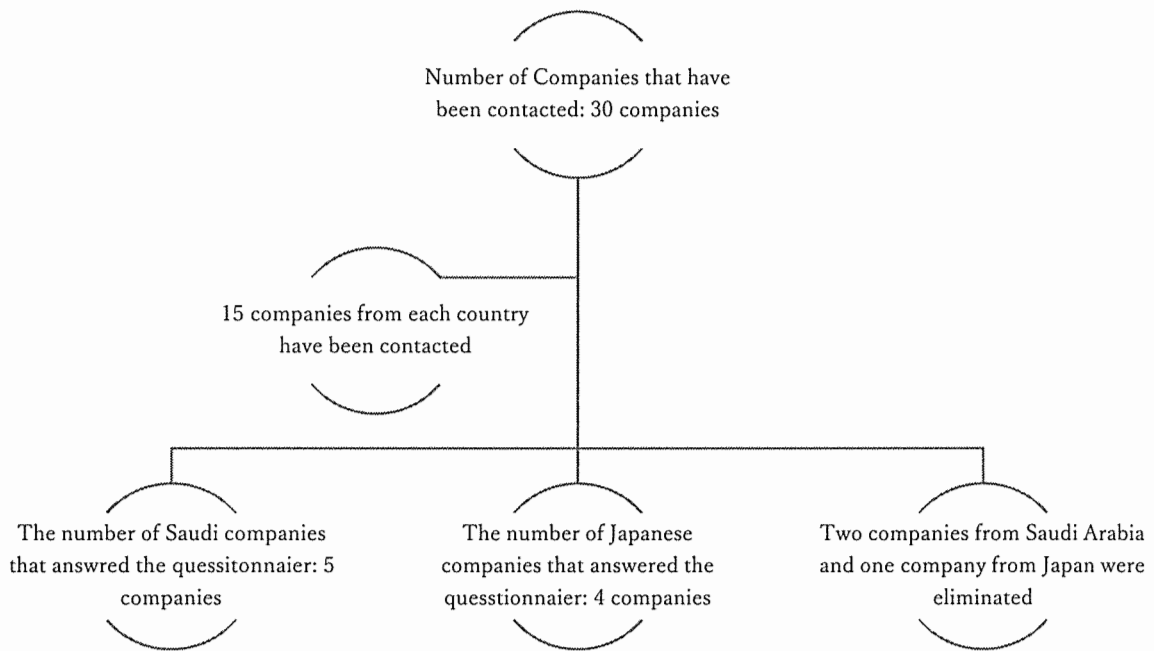 Number of Companies that have
been contacted: 30 companies
15 companies from each country
have been contacted
The number of Saudi companies
that answred the quessitonnaier: 5
companies
The number of Japanese
companies that answered the
quesstionnaier: 4 companies
Two companies from Saudi Arabia
and one company from Japan were
eliminated